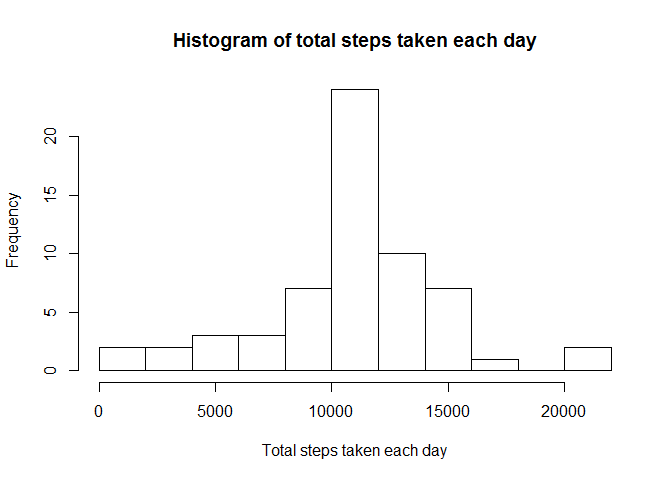 Histogram of total steps taken each day
Frequency
20
15
10
5
0
0 5000 10000 15000 20000
Total steps taken each day